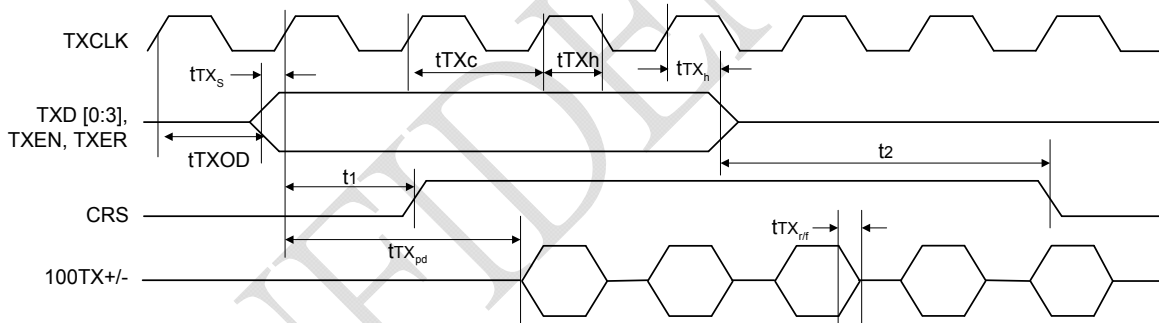 TXCLK
tTXc
tTXh
tTXh
tTXS
TXD [0:3],
TXEN, TXER
tTXOD
t1
t2
CRS
tTXr/f
tTXpd
100TX+/-